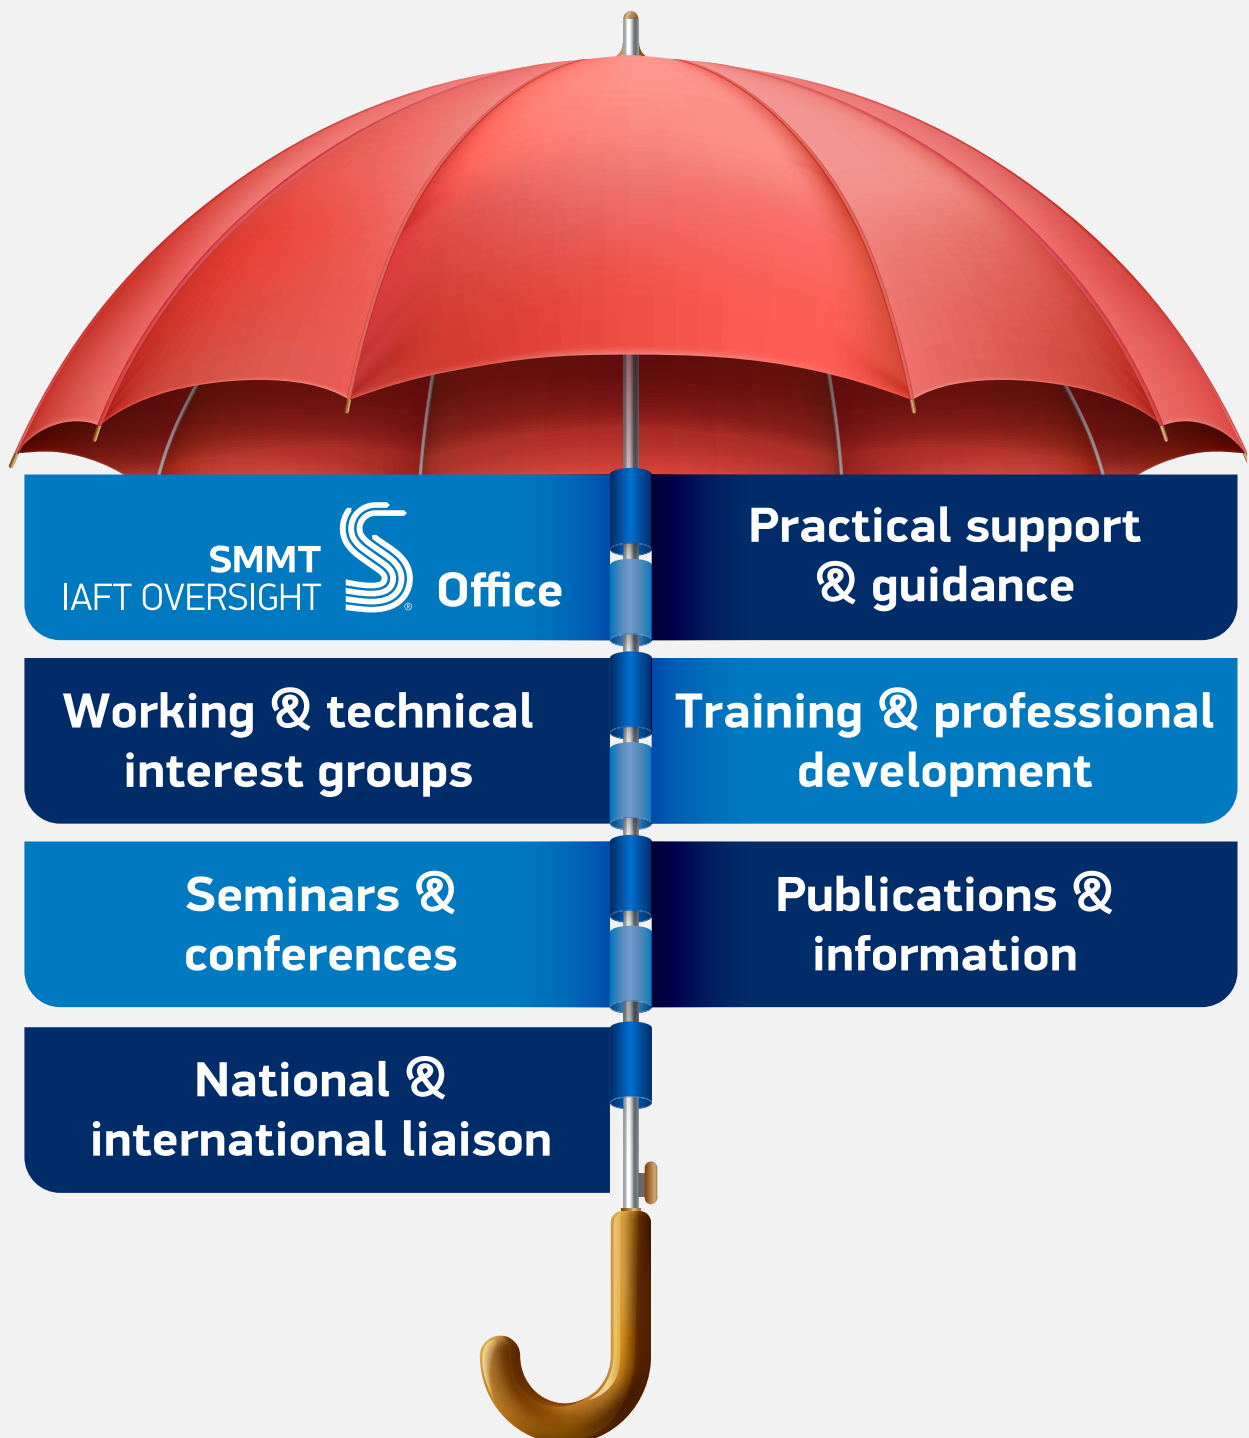 SMMT
IAFT OVERSIGHT
Office
Practical support
& guidance
Working & technical
interest groups
Training & professional
development
Seminars &
conferences
Publications &
information
National &
international liaison